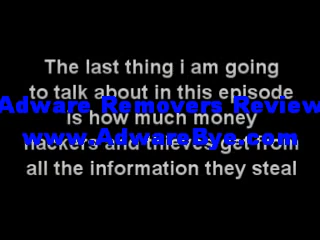 The last thing i am going
to talk about in this episode
Adware Removers Review
is how much money
www.AdwareBye.com
hackers and thieves get from
all the information they steal